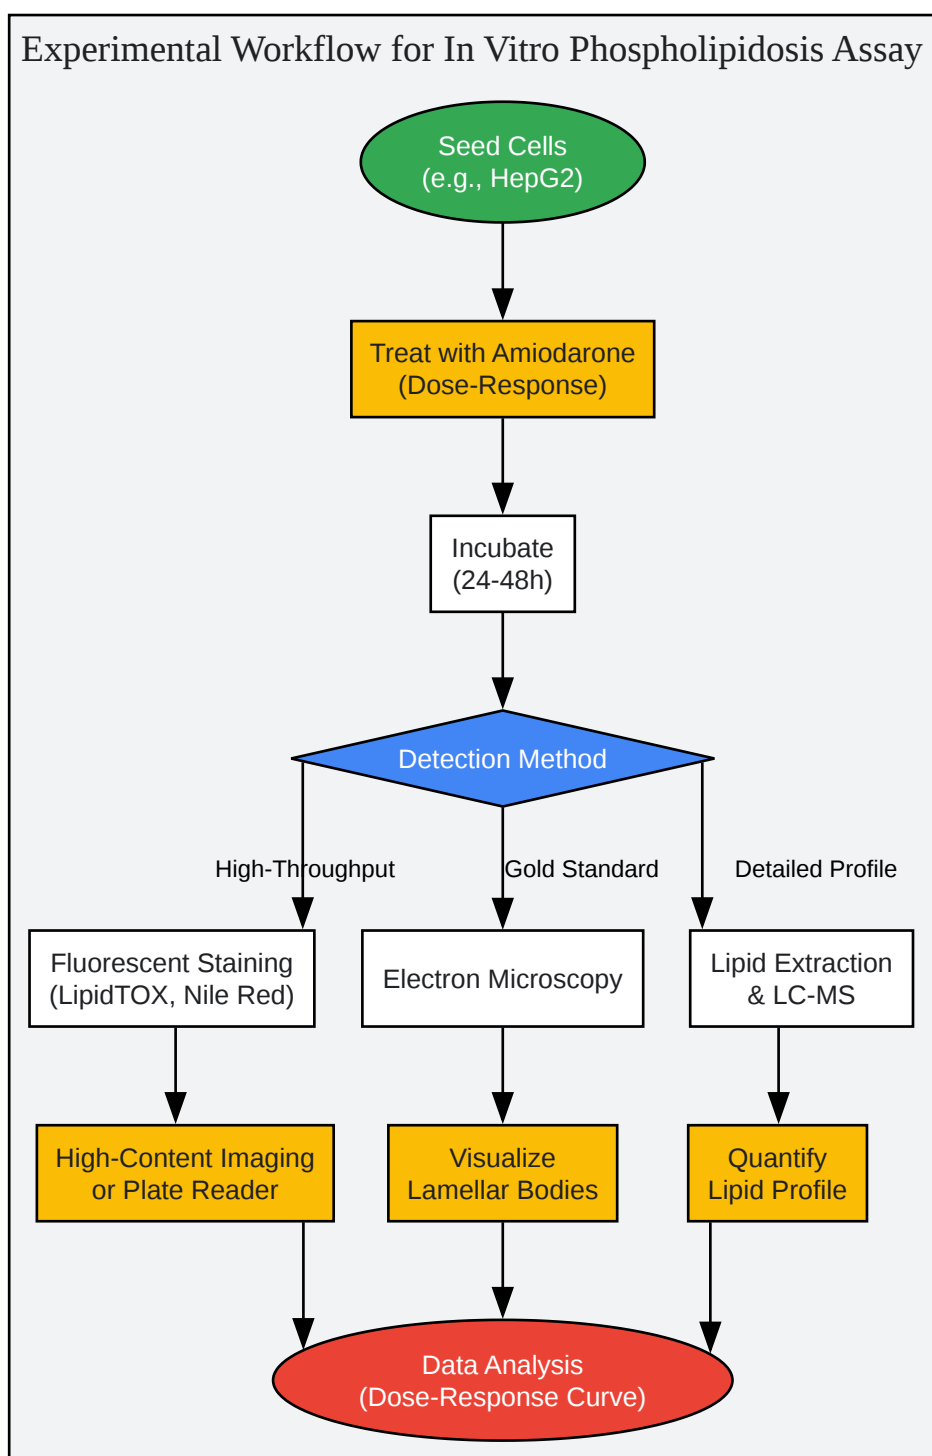 Experimental Workflow for In Vitro Phospholipidosis Assay
Seed Cells
(e.g., HepG2)
Treat with Amiodarone
(Dose-Response)
Incubate
(24-48h)
Detection Method
High-Throughput
Gold Standard
Detailed Profile
Fluorescent Staining
(LipidTOX, Nile Red)
Electron Microscopy
Lipid Extraction
& LC-MS
High-Content Imaging
or Plate Reader
Visualize
Lamellar Bodies
Quantify
Lipid Profile
Data Analysis
(Dose-Response Curve)